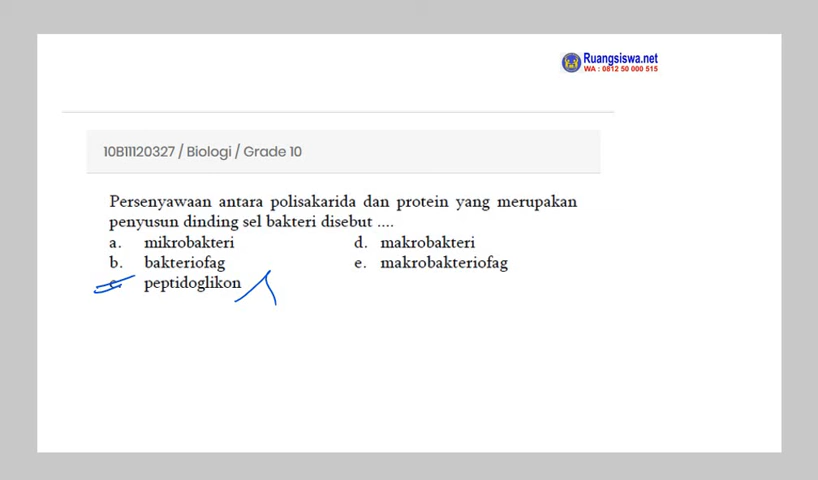 Ruangsiswa.net
WA : 0812 50 000 515
10B11120327 / Biologi / Grade 10
Persenyawaan antara polisakarida dan protein yang merupakan
penyusun dinding sel bakteri disebut ....
a. mikrobakteri
b. bakteriofag
c. peptidoglikon
d. makrobakteri
e. makrobakteriofag